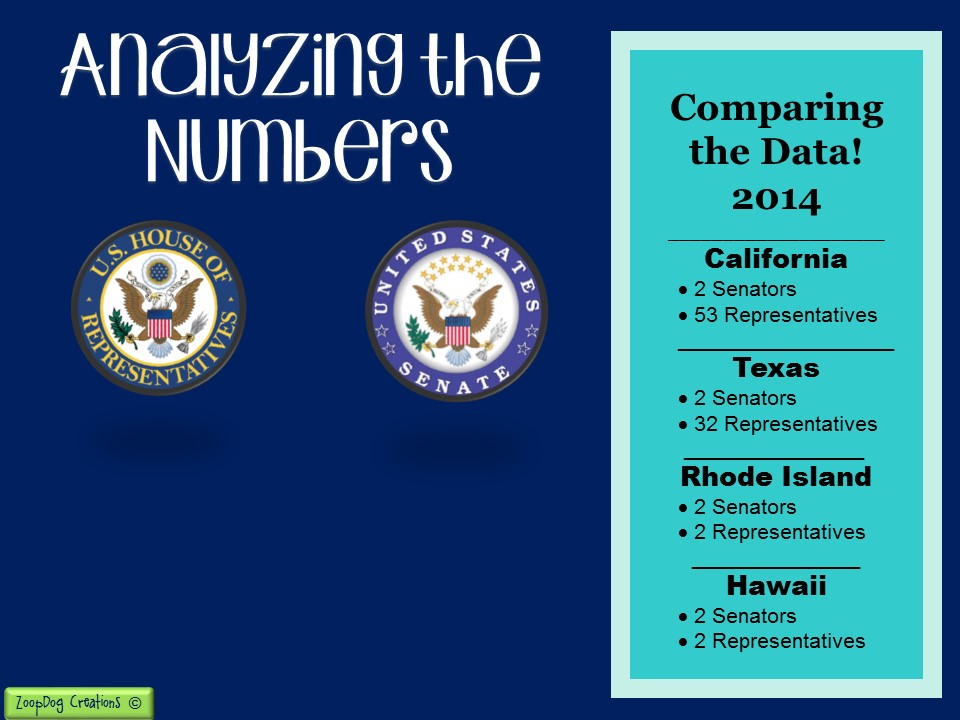 Analyzing the
Numbers
U.S. HOUSE OF
REPRESENTATIVES
UNITED STATES
SENATE
Comparing
the Data!
2014
California
• 2 Senators
• 53 Representatives
Texas
• 2 Senators
• 32 Representatives
Rhode Island
• 2 Senators
• 2 Representatives
Hawaii
• 2 Senators
• 2 Representatives
ZoopDog Creations ©